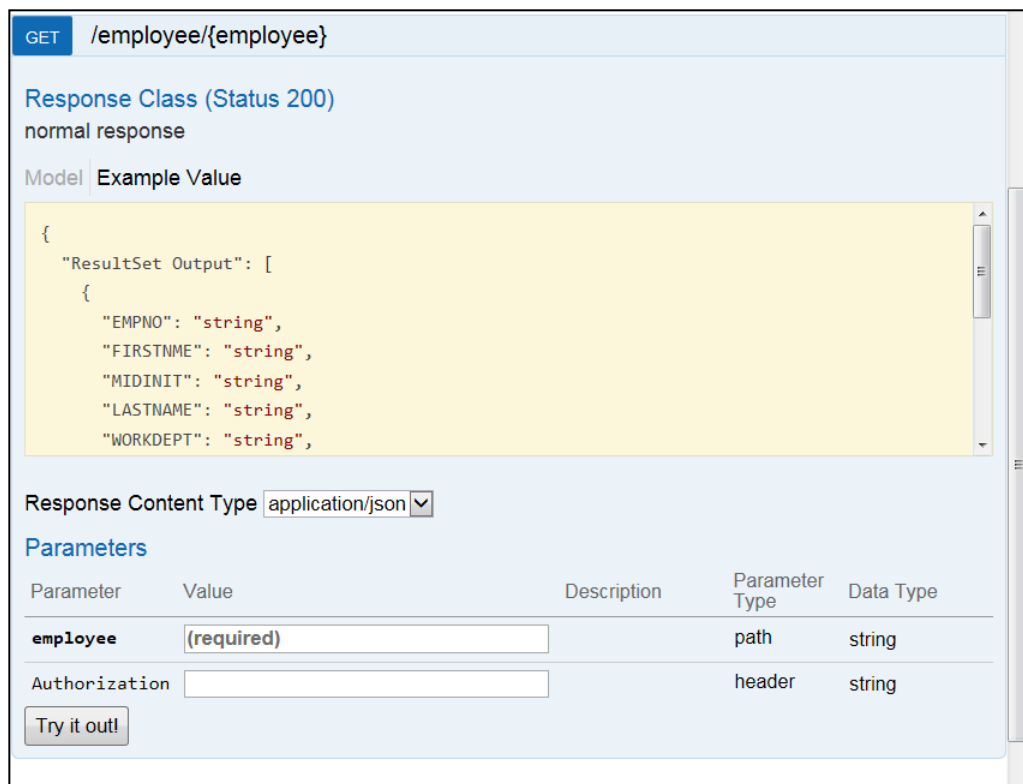 GET /employee/{employee}
Response Class (Status 200)
normal response
Model Example Value
{
"ResultSet Output": [
{
"EMPNO": "string",
"FIRSTNME": "string",
"MIDINIT": "string",
"LASTNAME": "string",
"WORKDEPT": "string",
Response Content Type application/json
Parameters
Parameter Value Description Parameter Type Data Type
employee (required) path string
Authorization header string
Try it out!